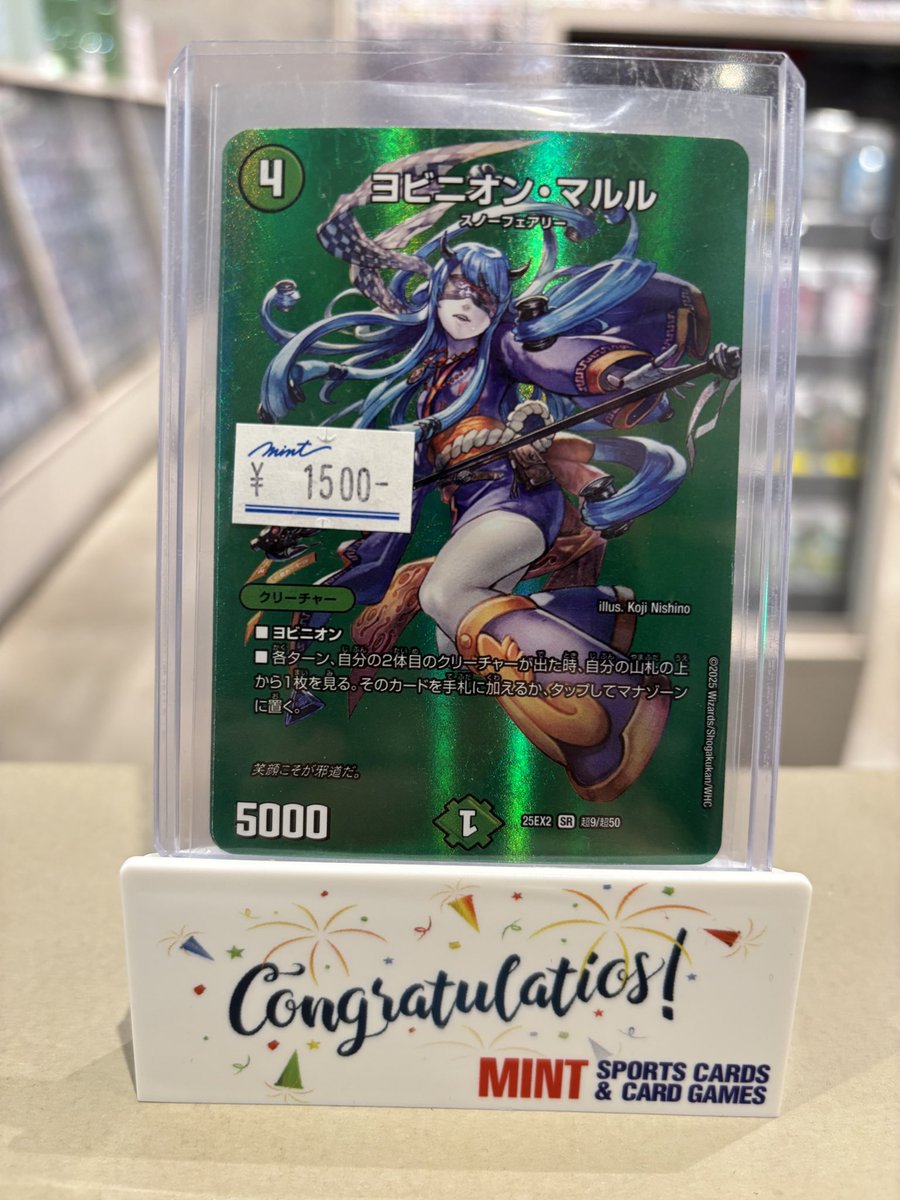 4
ヨビニオン・マルル
スノーフェアリー
mint
¥ 1500-
クリーチャー
illus. Koji Nishino
■ ヨビニオン
■ 各ターン、自分の2体目のクリーチャーが出た時、自分の山札の上
から1枚を見る。そのカードを手札に加えるか、タップしてマナゾーン
に置く。
笑顔こそが邪道だ。
©2025 Wizards/Shogakukan/WHC
5000
1
25EX2 SR 超9/超50
Congratulatios!
MINT SPORTS CARDS
& CARD GAMES